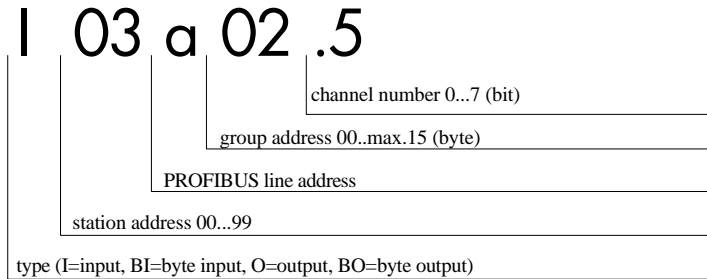 I 03 a 02 .5
channel number 0...7 (bit)
group address 00..max.15 (byte)
PROFIBUS line address
station address 00...99
type (I=input, BI=byte input, O=output, BO=byte output)